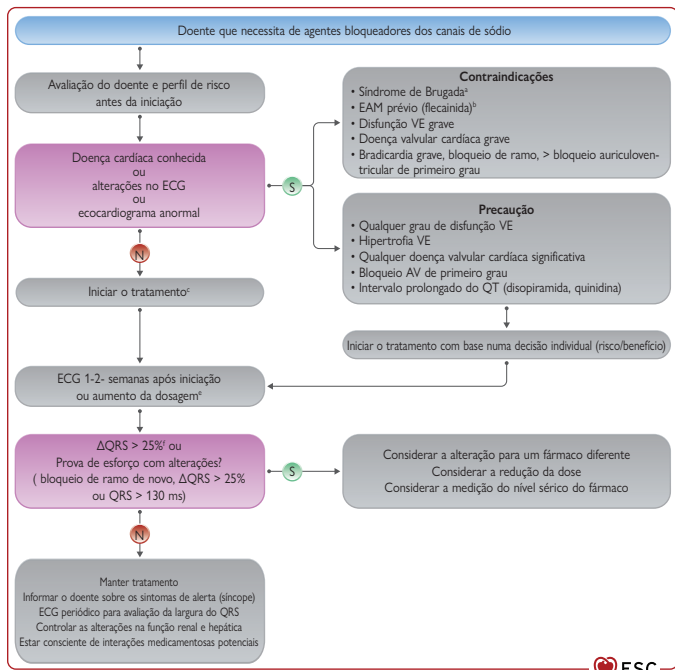 Doente que necessita de agentes bloqueadores dos canais de sódio
Avaliação do doente e perfil de risco
antes da iniciação
Contraindicações
• Síndrome de Brugadaᵃ
• EAM prévio (flecainida)ᵇ
• Disfunção VE grave
• Doença valvular cardíaca grave
• Bradicardia grave, bloqueio de ramo, > bloqueio auriculoven-
tricular de primeiro grau
Doença cardíaca conhecida
ou
alterações no ECG
ou
ecocardiograma anormal
S
Precaução
• Qualquer grau de disfunção VE
• Hipertrofia VE
• Qualquer doença valvular cardíaca significativa
• Bloqueio AV de primeiro grau
• Intervalo prolongado do QT (disopiramida, quinidina)
N
Iniciar o tratamentoᶜ
Iniciar o tratamento com base numa decisão individual (risco/benefício)
ECG 1-2- semanas após iniciação
ou aumento da dosagemᵉ
ΔQRS > 25%ᶠ ou
Prova de esforço com alterações?
( bloqueio de ramo de novo, ΔQRS > 25%
ou QRS > 130 ms)
S
Considerar a alteração para um fármaco diferente
Considerar a redução da dose
Considerar a medição do nível sérico do fármaco
N
Manter tratamento
Informar o doente sobre os sintomas de alerta (síncope)
ECG periódico para avaliação da largura do QRS
Controlar as alterações na função renal e hepática
Estar consciente de interações medicamentosas potenciais
ESC